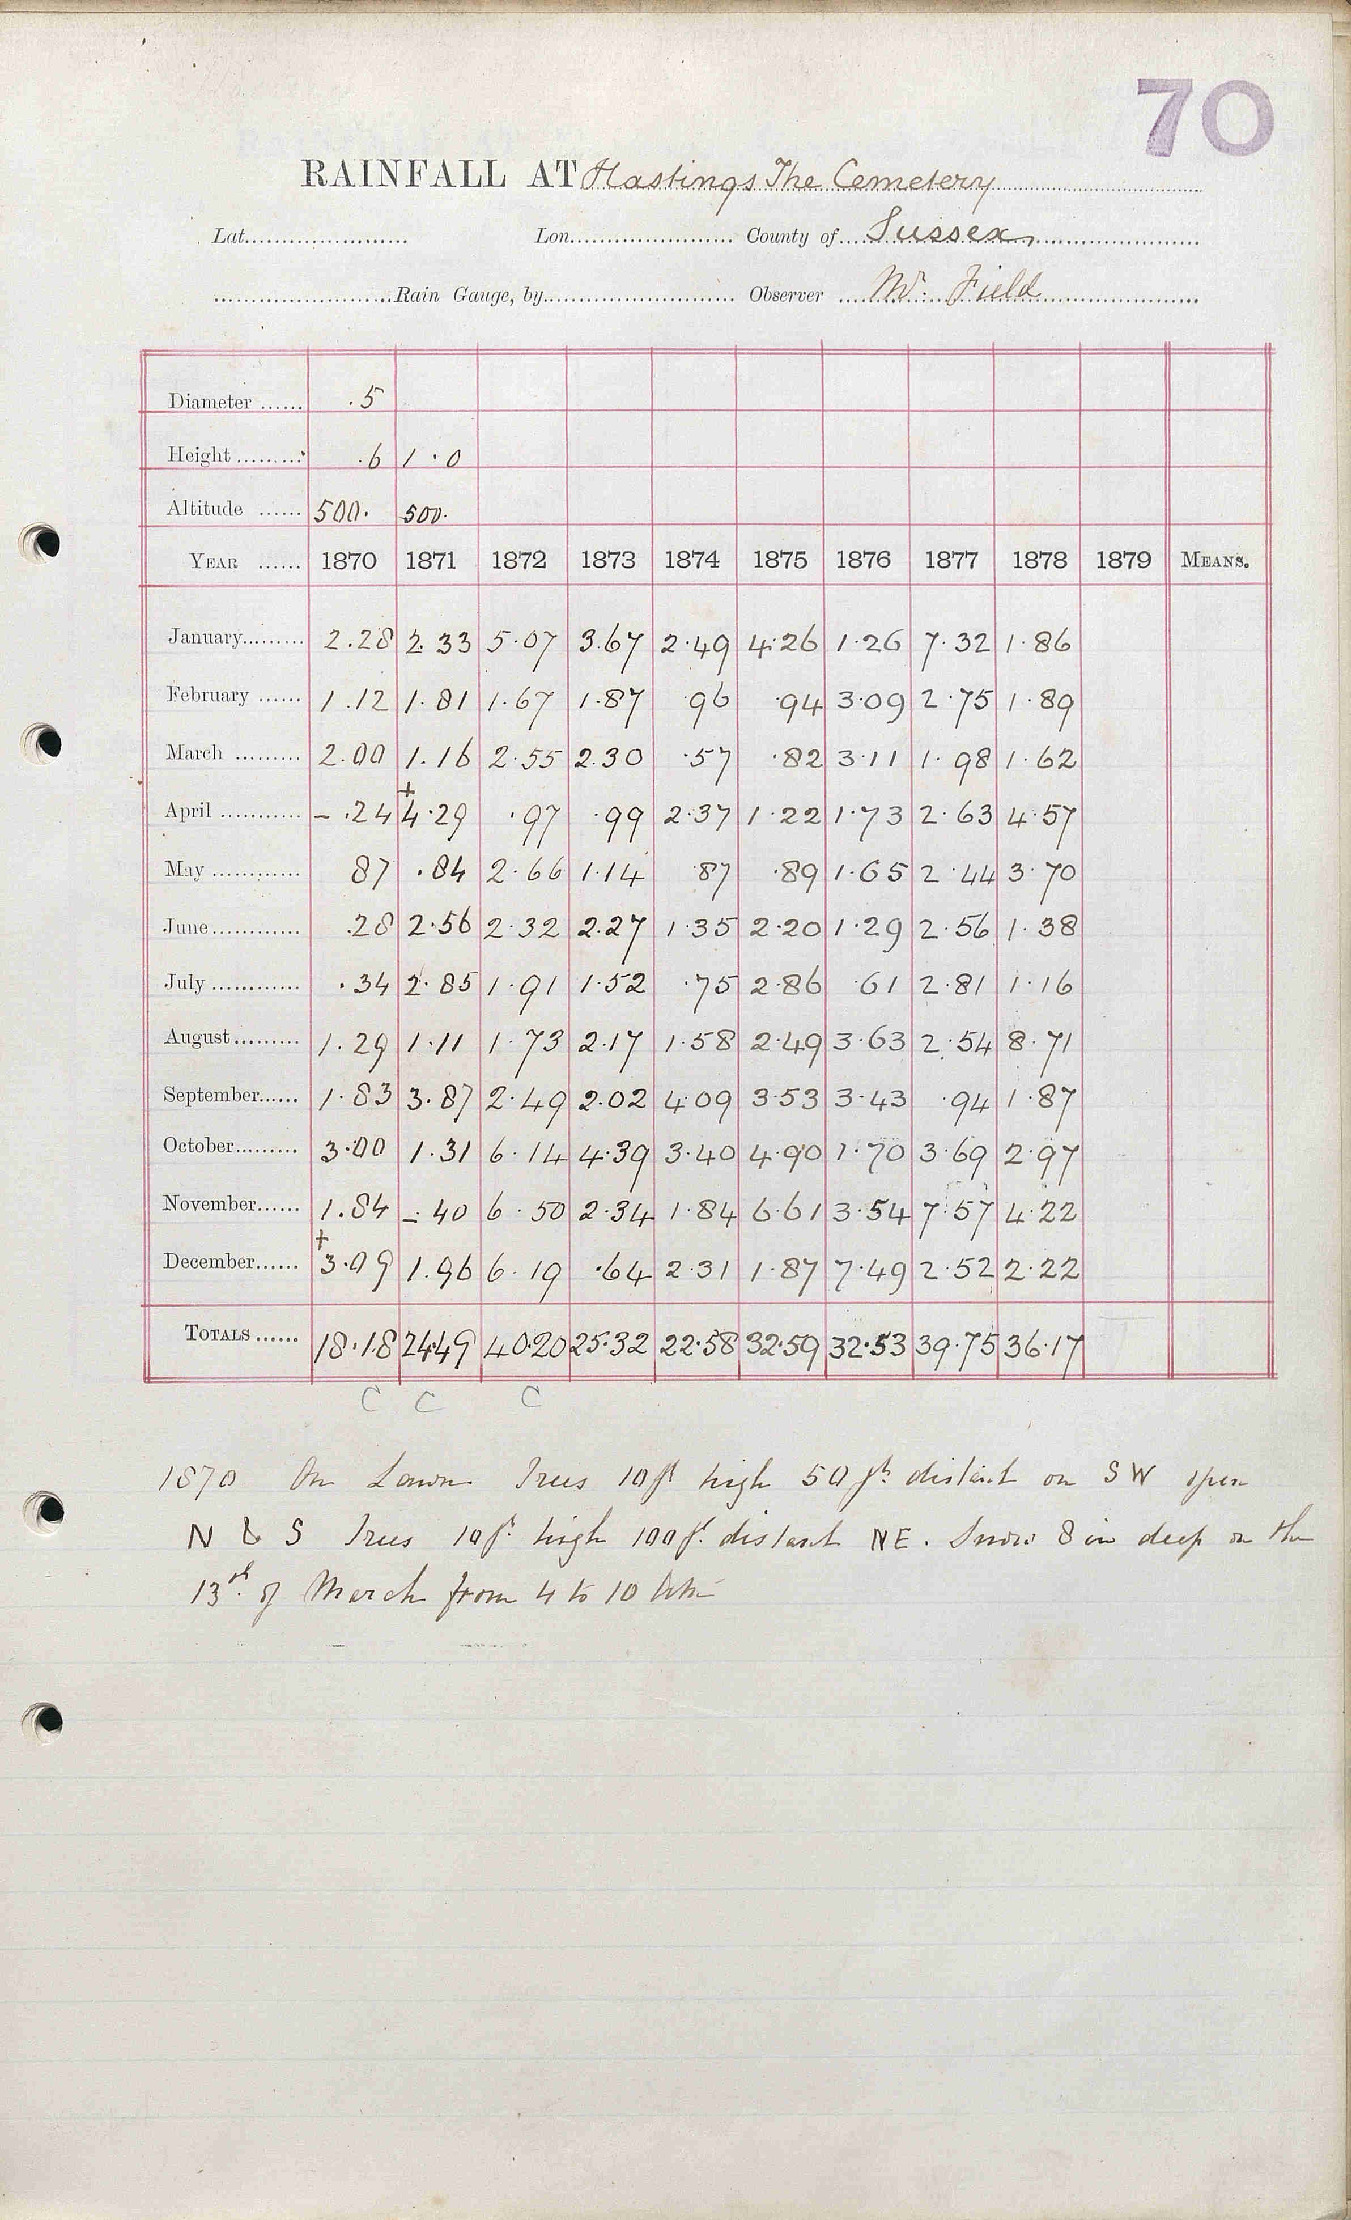 70
RAINFALL AT Hastings The Cemetery
Lat. Lon. County of Sussex
Rain Gauge, by Observer Mr. Field
Diameter .5
Height .6 1.0
Altitude 500. 500.
YEAR 1870 1871 1872 1873 1874 1875 1876 1877 1878 1879 MEANS.
January 2.28 2.33 5.07 3.67 2.49 4.26 1.26 7.32 1.86
February 1.12 1.81 1.67 1.87 .96 .94 3.09 2.75 1.89
March 2.00 1.16 2.55 2.30 .57 .82 3.11 1.98 1.62
April - .24 + 4.29 .97 .99 2.37 1.22 1.73 2.63 4.57
May 87 .84 2.66 1.14 .87 .89 1.65 2.44 3.70
June .28 2.56 2.32 2.27 1.35 2.20 1.29 2.56 1.38
July .34 2.85 1.91 1.52 .75 2.86 .61 2.81 1.16
August 1.29 1.11 1.73 2.17 1.58 2.49 3.63 2.54 8.71
September 1.83 3.87 2.49 2.02 4.09 3.53 3.43 .94 1.87
October 3.00 1.31 6.14 4.39 3.40 4.90 1.70 3.69 2.97
November 1.84 - .40 6.50 2.34 1.84 6.61 3.54 7.57 4.22
December + 3.09 1.96 6.19 .64 2.31 1.87 7.49 2.52 2.22
TOTALS 18.18 24.49 40.20 25.32 22.58 32.59 32.53 39.75 36.17
C C C
1870 On Lawn Trees 10ft high 50ft distant on SW open
N & S Trees 10ft high 100ft distant NE. Snow 8 in deep on the
13th of March from 4 to 10